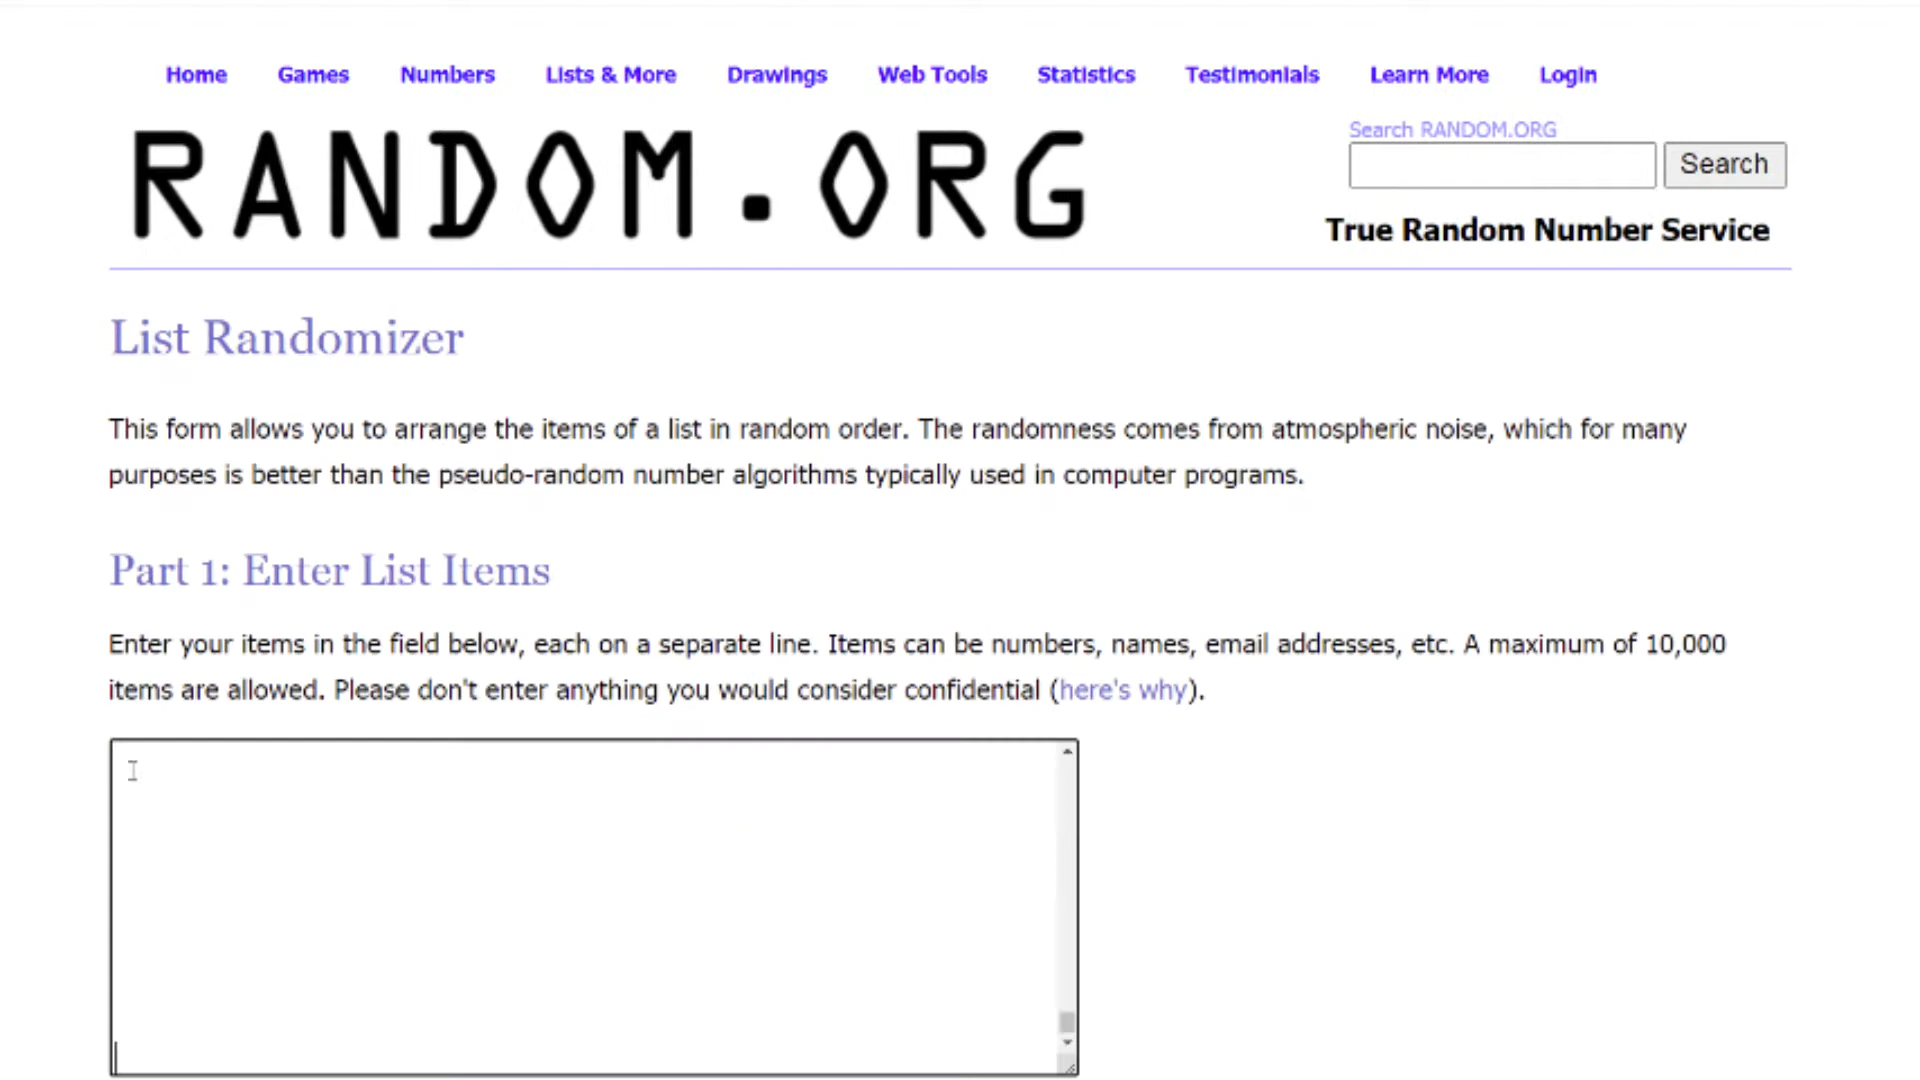 Home Games Numbers Lists & More Drawings Web Tools Statistics Testimonials Learn More Login
RANDOM.ORG
Search RANDOM.ORG
Search
True Random Number Service
List Randomizer
This form allows you to arrange the items of a list in random order. The randomness comes from atmospheric noise, which for many
purposes is better than the pseudo-random number algorithms typically used in computer programs.
Part 1: Enter List Items
Enter your items in the field below, each on a separate line. Items can be numbers, names, email addresses, etc. A maximum of 10,000
items are allowed. Please don't enter anything you would consider confidential (here's why).